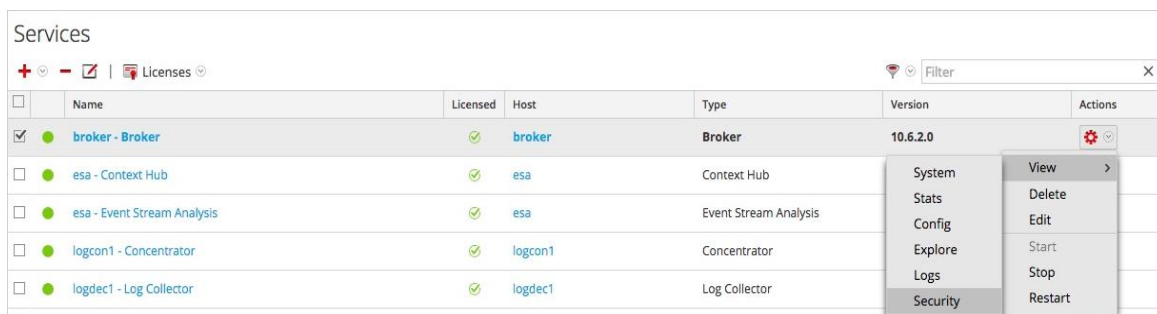 Services
Licenses
Filter
Name Licensed Host Type Version Actions
broker - Broker broker Broker 10.6.2.0
esa - Context Hub esa Context Hub System View
Stats Delete
esa - Event Stream Analysis esa Event Stream Analysis Config Edit
logcon1 - Concentrator logcon1 Concentrator Explore Start
Logs Stop
logdec1 - Log Collector logdec1 Log Collector Security Restart